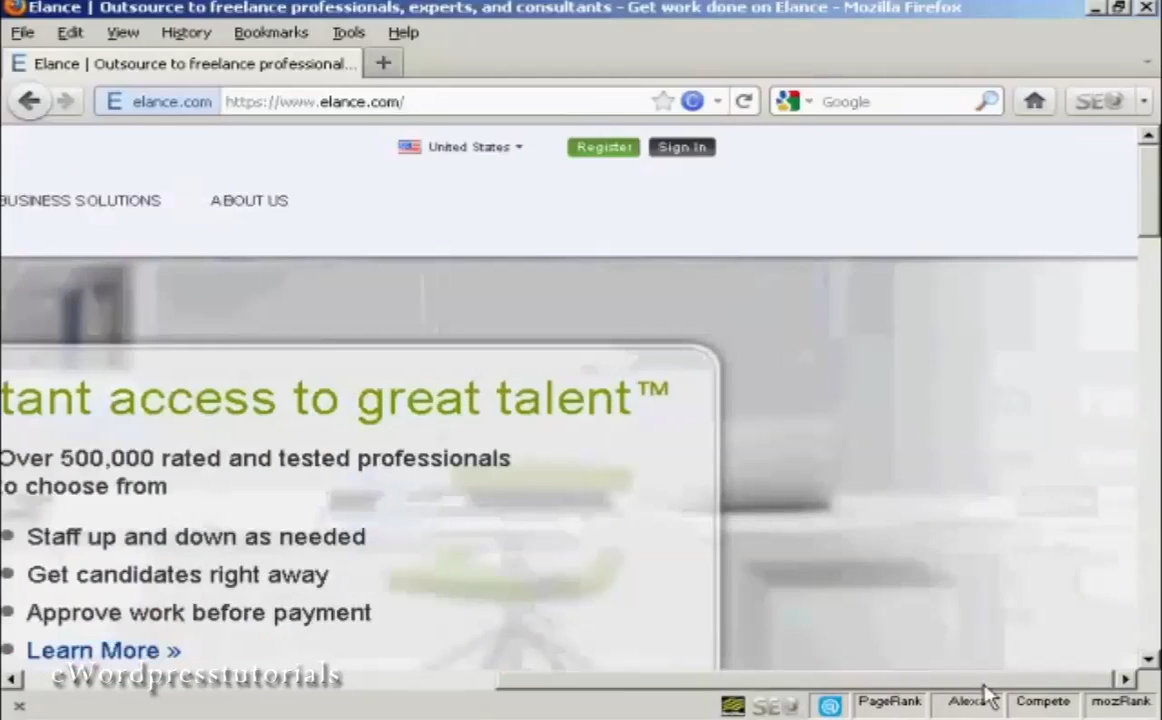 Elance | Outsource to freelance professionals, experts, and consultants - Get work done on Elance - Mozilla Firefox
File Edit View History Bookmarks Tools Help
E Elance | Outsource to freelance professional... +
E elance.com https://www.elance.com/ Google SE
United States Register Sign In
BUSINESS SOLUTIONS ABOUT US
tant access to great talent™
Over 500,000 rated and tested professionals
to choose from
Staff up and down as needed
Get candidates right away
Approve work before payment
Learn More »
eWordpresstutorials
SE PageRank Alexa Compete mozRank